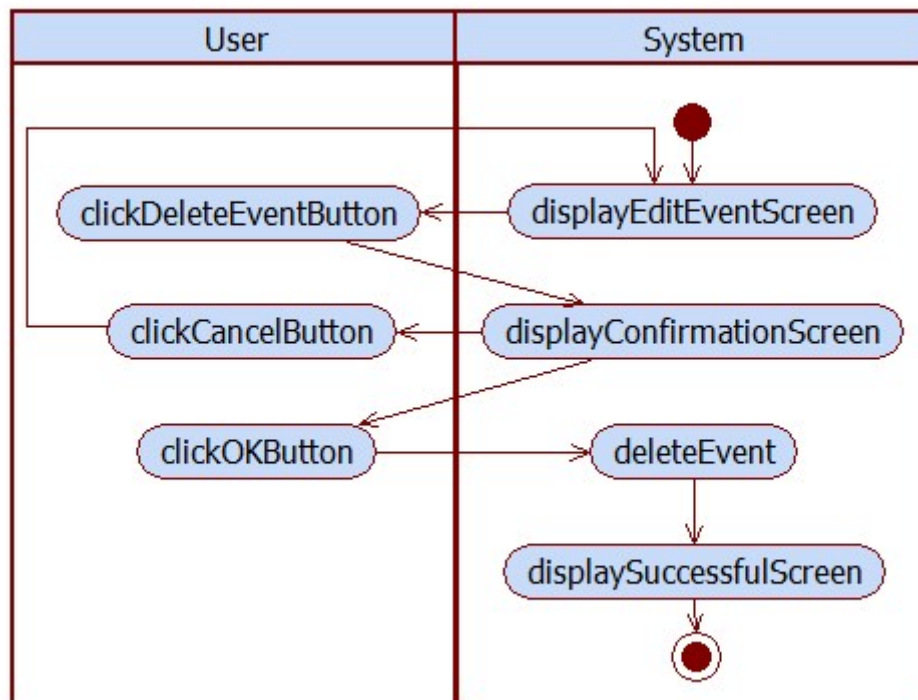 User
System
clickDeleteEventButton
displayEditEventScreen
clickCancelButton
displayConfirmationScreen
clickOKButton
deleteEvent
displaySuccessfulScreen